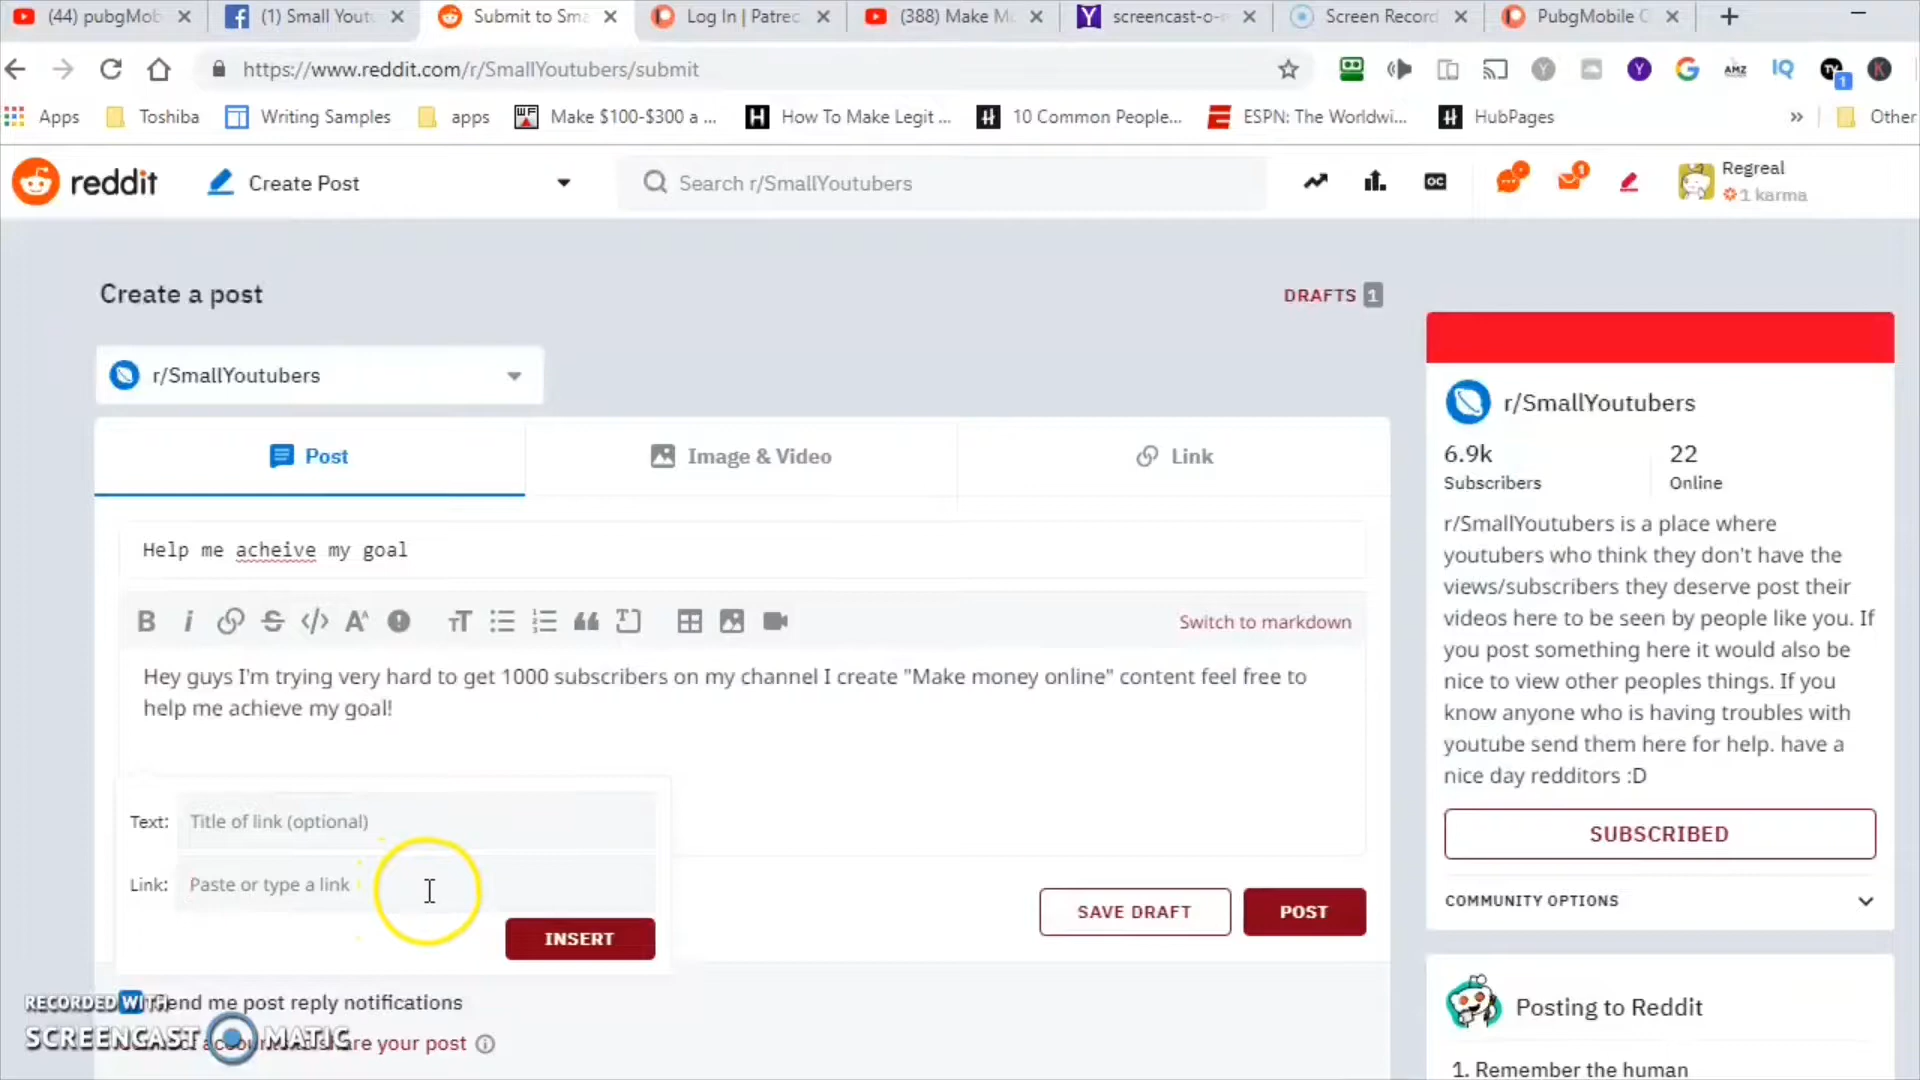 (44) pubgMob
(1) Small Yout
Submit to Sma
Log In | Patrec
(388) Make M
screencast-o-
Screen Record
PubgMobile C
https://www.reddit.com/r/SmallYoutubers/submit
AMZ
IQ
1
K
Apps
Toshiba
Writing Samples
apps
Make $100-$300 a ...
How To Make Legit ...
10 Common People...
ESPN: The Worldwi...
HubPages
Other
reddit
Create Post
Search r/SmallYoutubers
OC
1
Regreal
1 karma
Create a post
DRAFTS 1
r/SmallYoutubers
Post
Image & Video
Link
Help me acheive my goal
Switch to markdown
Hey guys I'm trying very hard to get 1000 subscribers on my channel I create "Make money online" content feel free to
help me achieve my goal!
Text: Title of link (optional)
Link: Paste or type a link
INSERT
SAVE DRAFT
POST
Send me post reply notifications
share your post
RECORDED WITH
SCREENCAST MATIC
r/SmallYoutubers
6.9k
Subscribers
22
Online
r/SmallYoutubers is a place where
youtubers who think they don't have the
views/subscribers they deserve post their
videos here to be seen by people like you. If
you post something here it would also be
nice to view other peoples things. If you
know anyone who is having troubles with
youtube send them here for help. have a
nice day redditors :D
SUBSCRIBED
COMMUNITY OPTIONS
Posting to Reddit
1. Remember the human